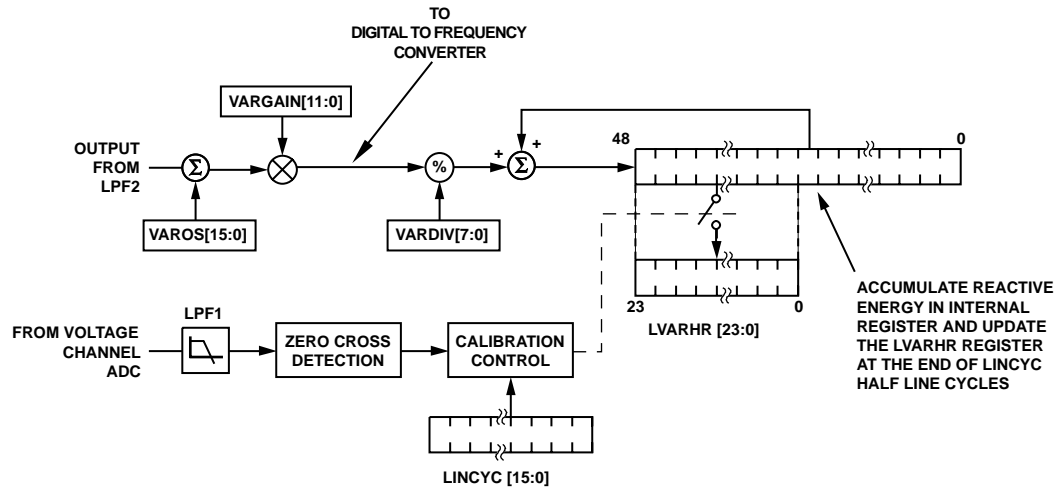 TO
DIGITAL TO FREQUENCY
CONVERTER
VARGAIN[11:0]
OUTPUT
FROM
LPF2
Σ
%
+
Σ
+
48
0
VAROS[15:0]
VARDIV[7:0]
23
0
LVARHR [23:0]
ACCUMULATE REACTIVE
ENERGY IN INTERNAL
REGISTER AND UPDATE
THE LVARHR REGISTER
AT THE END OF LINCYC
HALF LINE CYCLES
FROM VOLTAGE
CHANNEL
ADC
LPF1
ZERO CROSS
DETECTION
CALIBRATION
CONTROL
LINCYC [15:0]